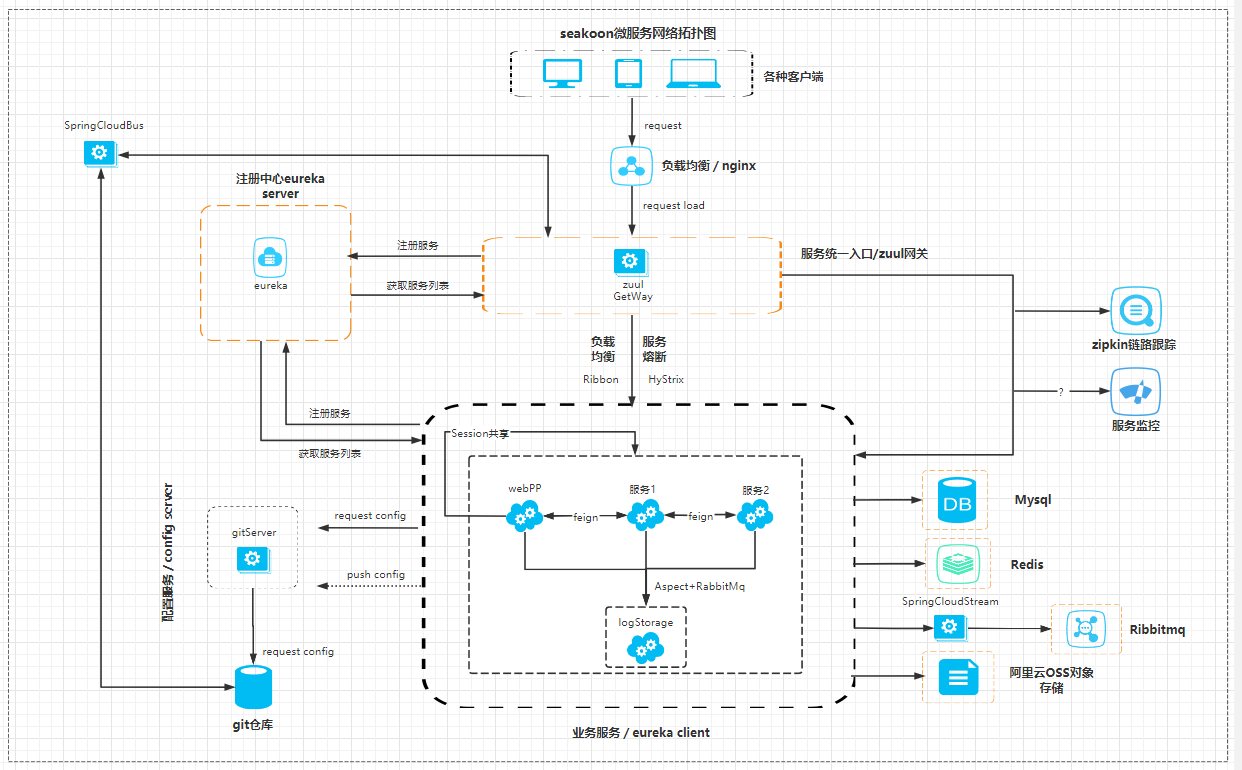 seakoon微服务网络拓扑图
各种客户端
request
SpringCloudBus
负载均衡 / nginx
注册中心eureka
server
request load
注册服务
服务统一入口/zuul网关
eureka
获取服务列表
zuul
GetWay
zipkin链路跟踪
负载
均衡
服务
熔断
Ribbon
HyStrix
?
服务监控
注册服务
获取服务列表
Session共享
webPP
服务1
服务2
feign
feign
Mysql
配置服务 / config server
request config
gitServer
push config
Redis
Aspect+RabbitMq
SpringCloudStream
logStorage
Ribbitmq
request config
DB
阿里云OSS对象
存储
git仓库
业务服务 / eureka client